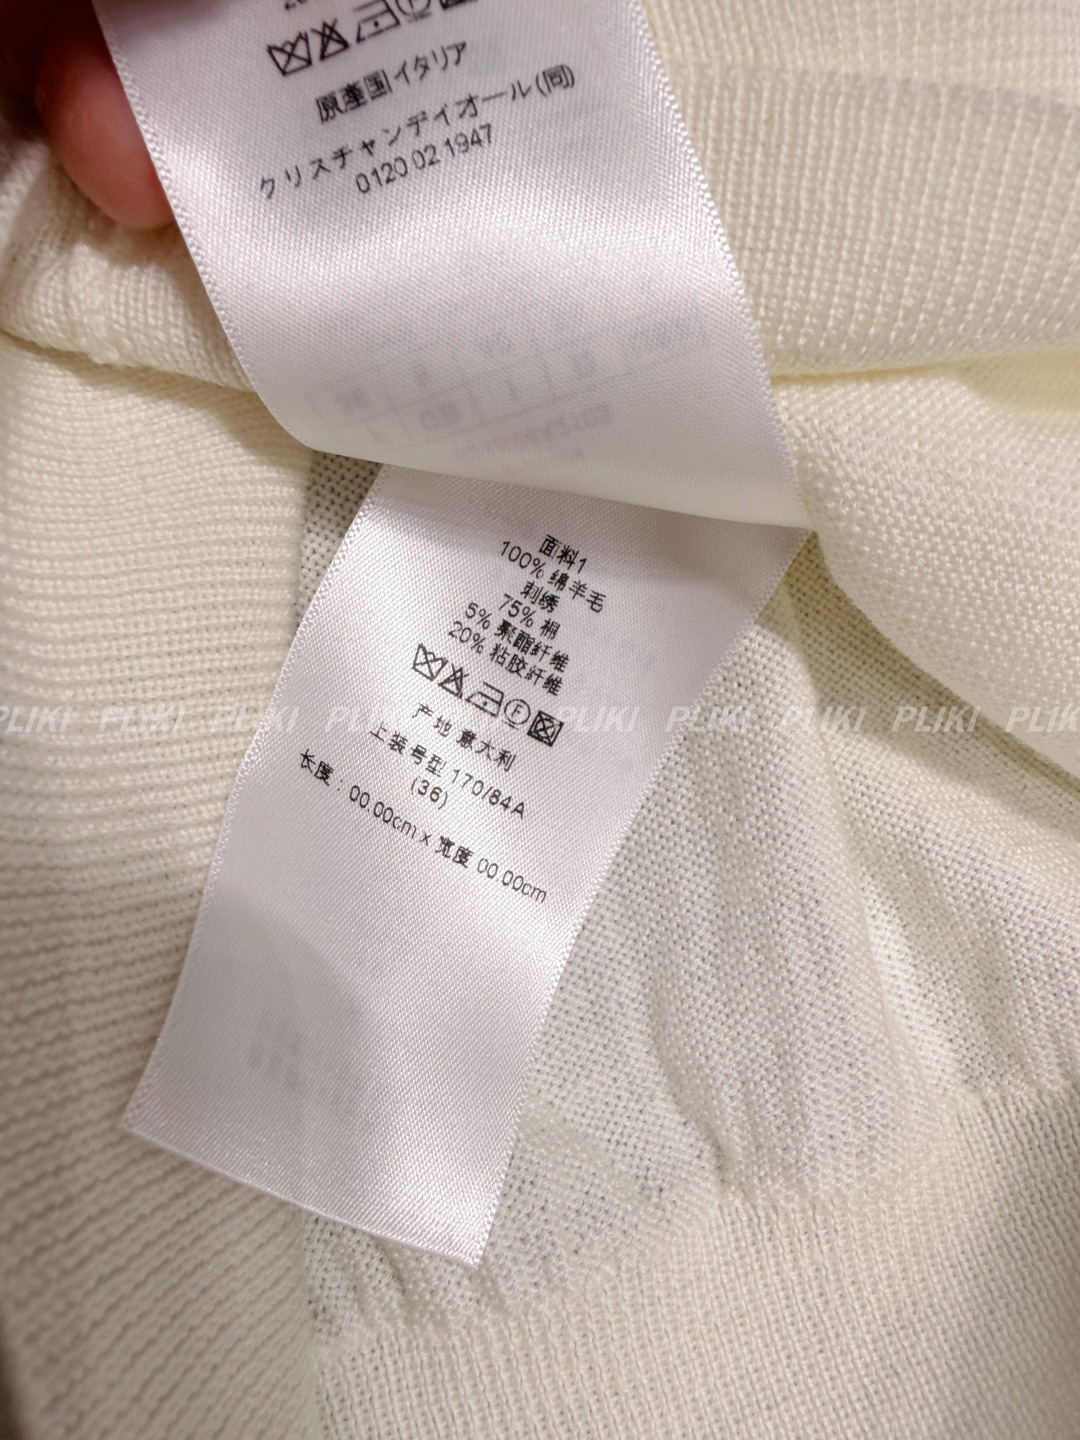 原産国イタリア
クリスチャンディオール(同)
0120 02 1947
面料1
100% 绵羊毛
刺绣
75% 棉
5% 聚酯纤维
20% 粘胶纤维
F
产地 意大利
上装号型 170/84A
(36)
长度 : 00.00cm x 宽度 00.00cm
PLIKI PLIKI PLIKI PLIKI PLIKI PLIKI PLIKI PLIKI PLIKI PLIK